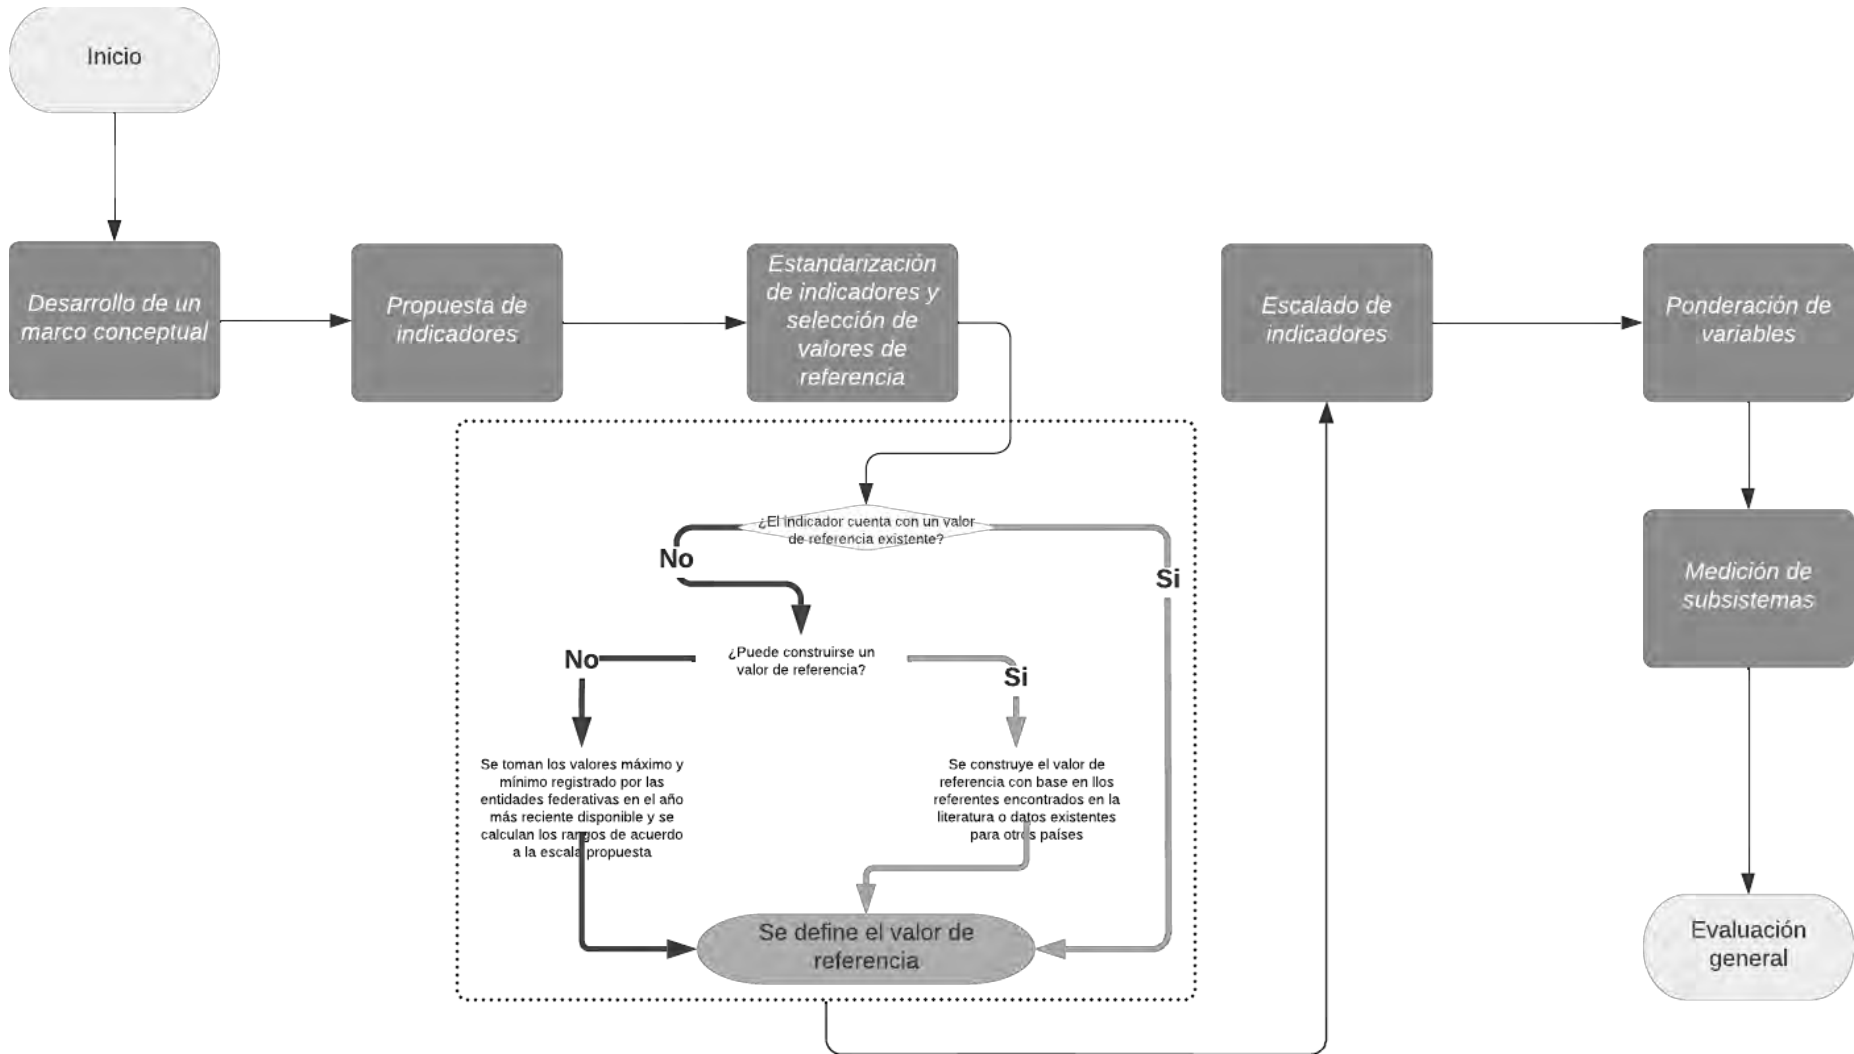 Inicio
Desarrollo de un
marco conceptual
Propuesta de
indicadores
Estandarización
de indicadores y
selección de
valores de
referencia
Escalado de
indicadores
Ponderación de
variables
¿El indicador cuenta con un valor
de referencia existente?
No
Si
¿Puede construirse un
valor de referencia?
No
Si
Se toman los valores máximo y
mínimo registrado por las
entidades federativas en el año
más reciente disponible y se
calculan los rangos de acuerdo
a la escala propuesta
Se construye el valor de
referencia con base en llos
referentes encontrados en la
literatura o datos existentes
para otros países
Se define el valor de
referencia
Medición de
subsistemas
Evaluación
general